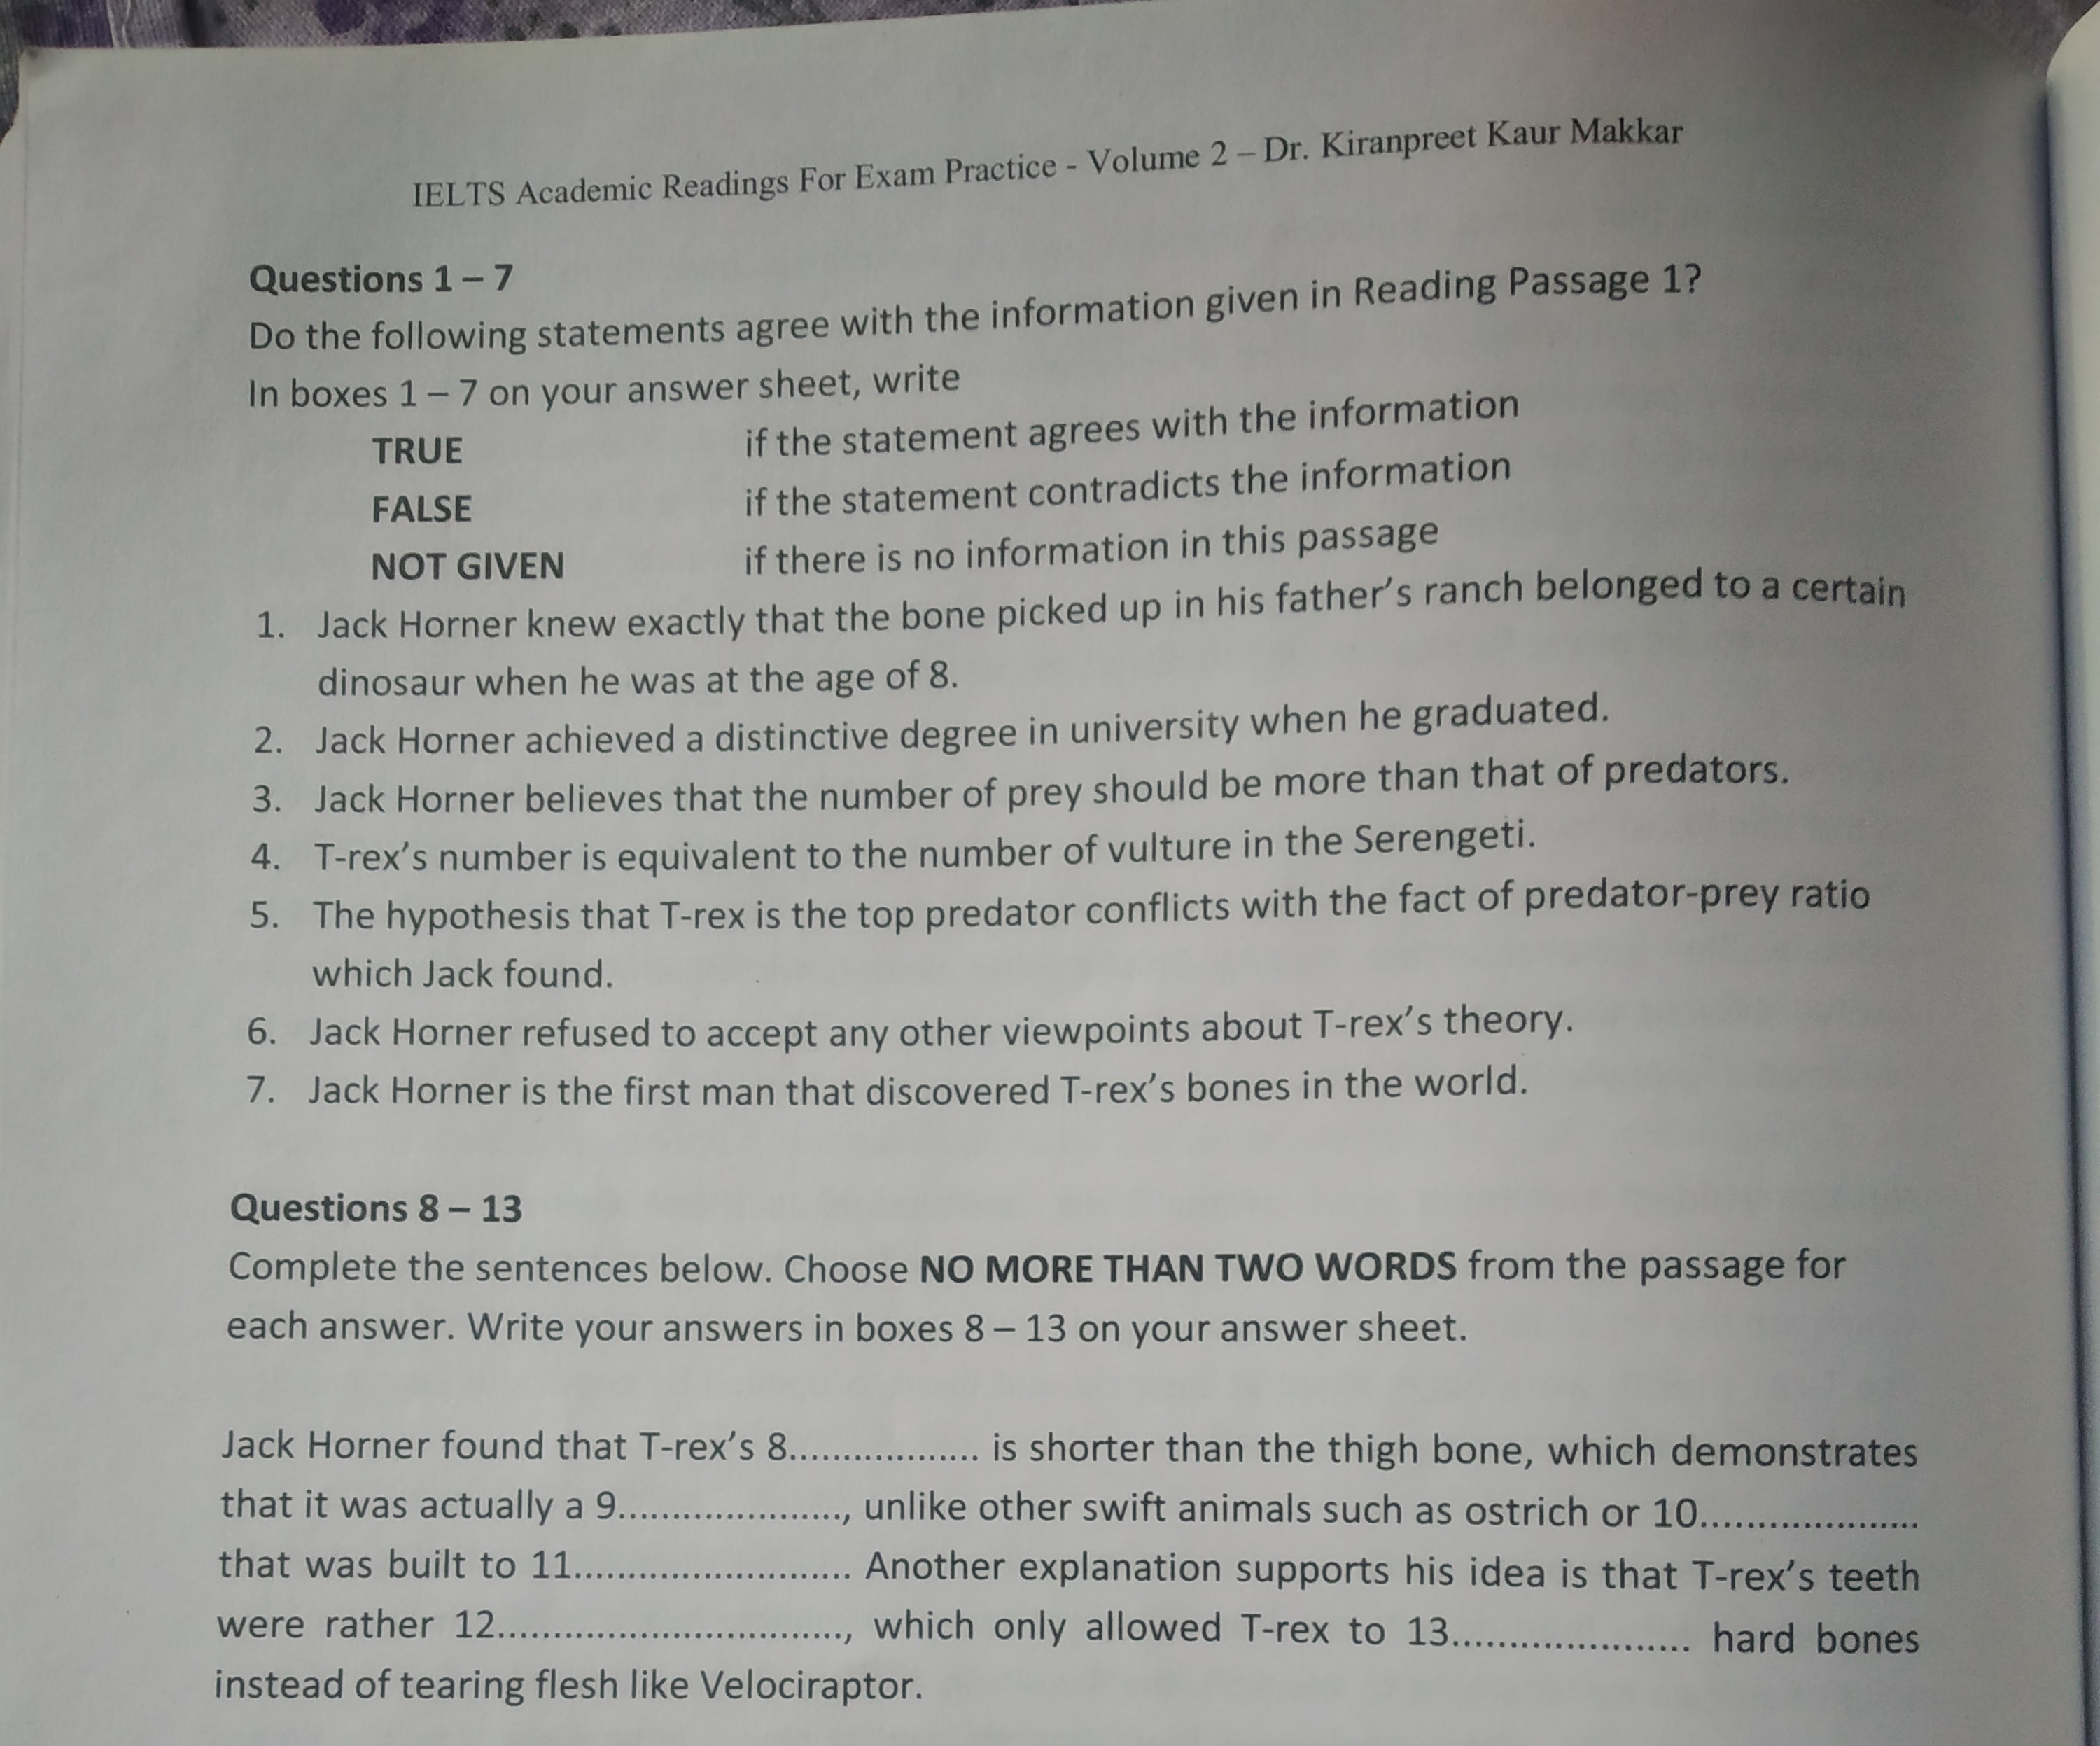 IELTS Academic Readings For Exam Practice - Volume 2 – Dr. Kiranpreet Kaur Makkar
Questions 1 – 7
Do the following statements agree with the information given in Reading Passage 1?
In boxes 1 – 7 on your answer sheet, write
TRUE if the statement agrees with the information
FALSE if the statement contradicts the information
NOT GIVEN if there is no information in this passage
1. Jack Horner knew exactly that the bone picked up in his father's ranch belonged to a certain
dinosaur when he was at the age of 8.
2. Jack Horner achieved a distinctive degree in university when he graduated.
3. Jack Horner believes that the number of prey should be more than that of predators.
4. T-rex's number is equivalent to the number of vulture in the Serengeti.
5. The hypothesis that T-rex is the top predator conflicts with the fact of predator-prey ratio
which Jack found.
6. Jack Horner refused to accept any other viewpoints about T-rex's theory.
7. Jack Horner is the first man that discovered T-rex's bones in the world.
Questions 8 – 13
Complete the sentences below. Choose NO MORE THAN TWO WORDS from the passage for
each answer. Write your answers in boxes 8 – 13 on your answer sheet.
Jack Horner found that T-rex's 8.................. is shorter than the thigh bone, which demonstrates
that it was actually a 9....................., unlike other swift animals such as ostrich or 10....................
that was built to 11.......................... Another explanation supports his idea is that T-rex's teeth
were rather 12................................, which only allowed T-rex to 13...................... hard bones
instead of tearing flesh like Velociraptor.